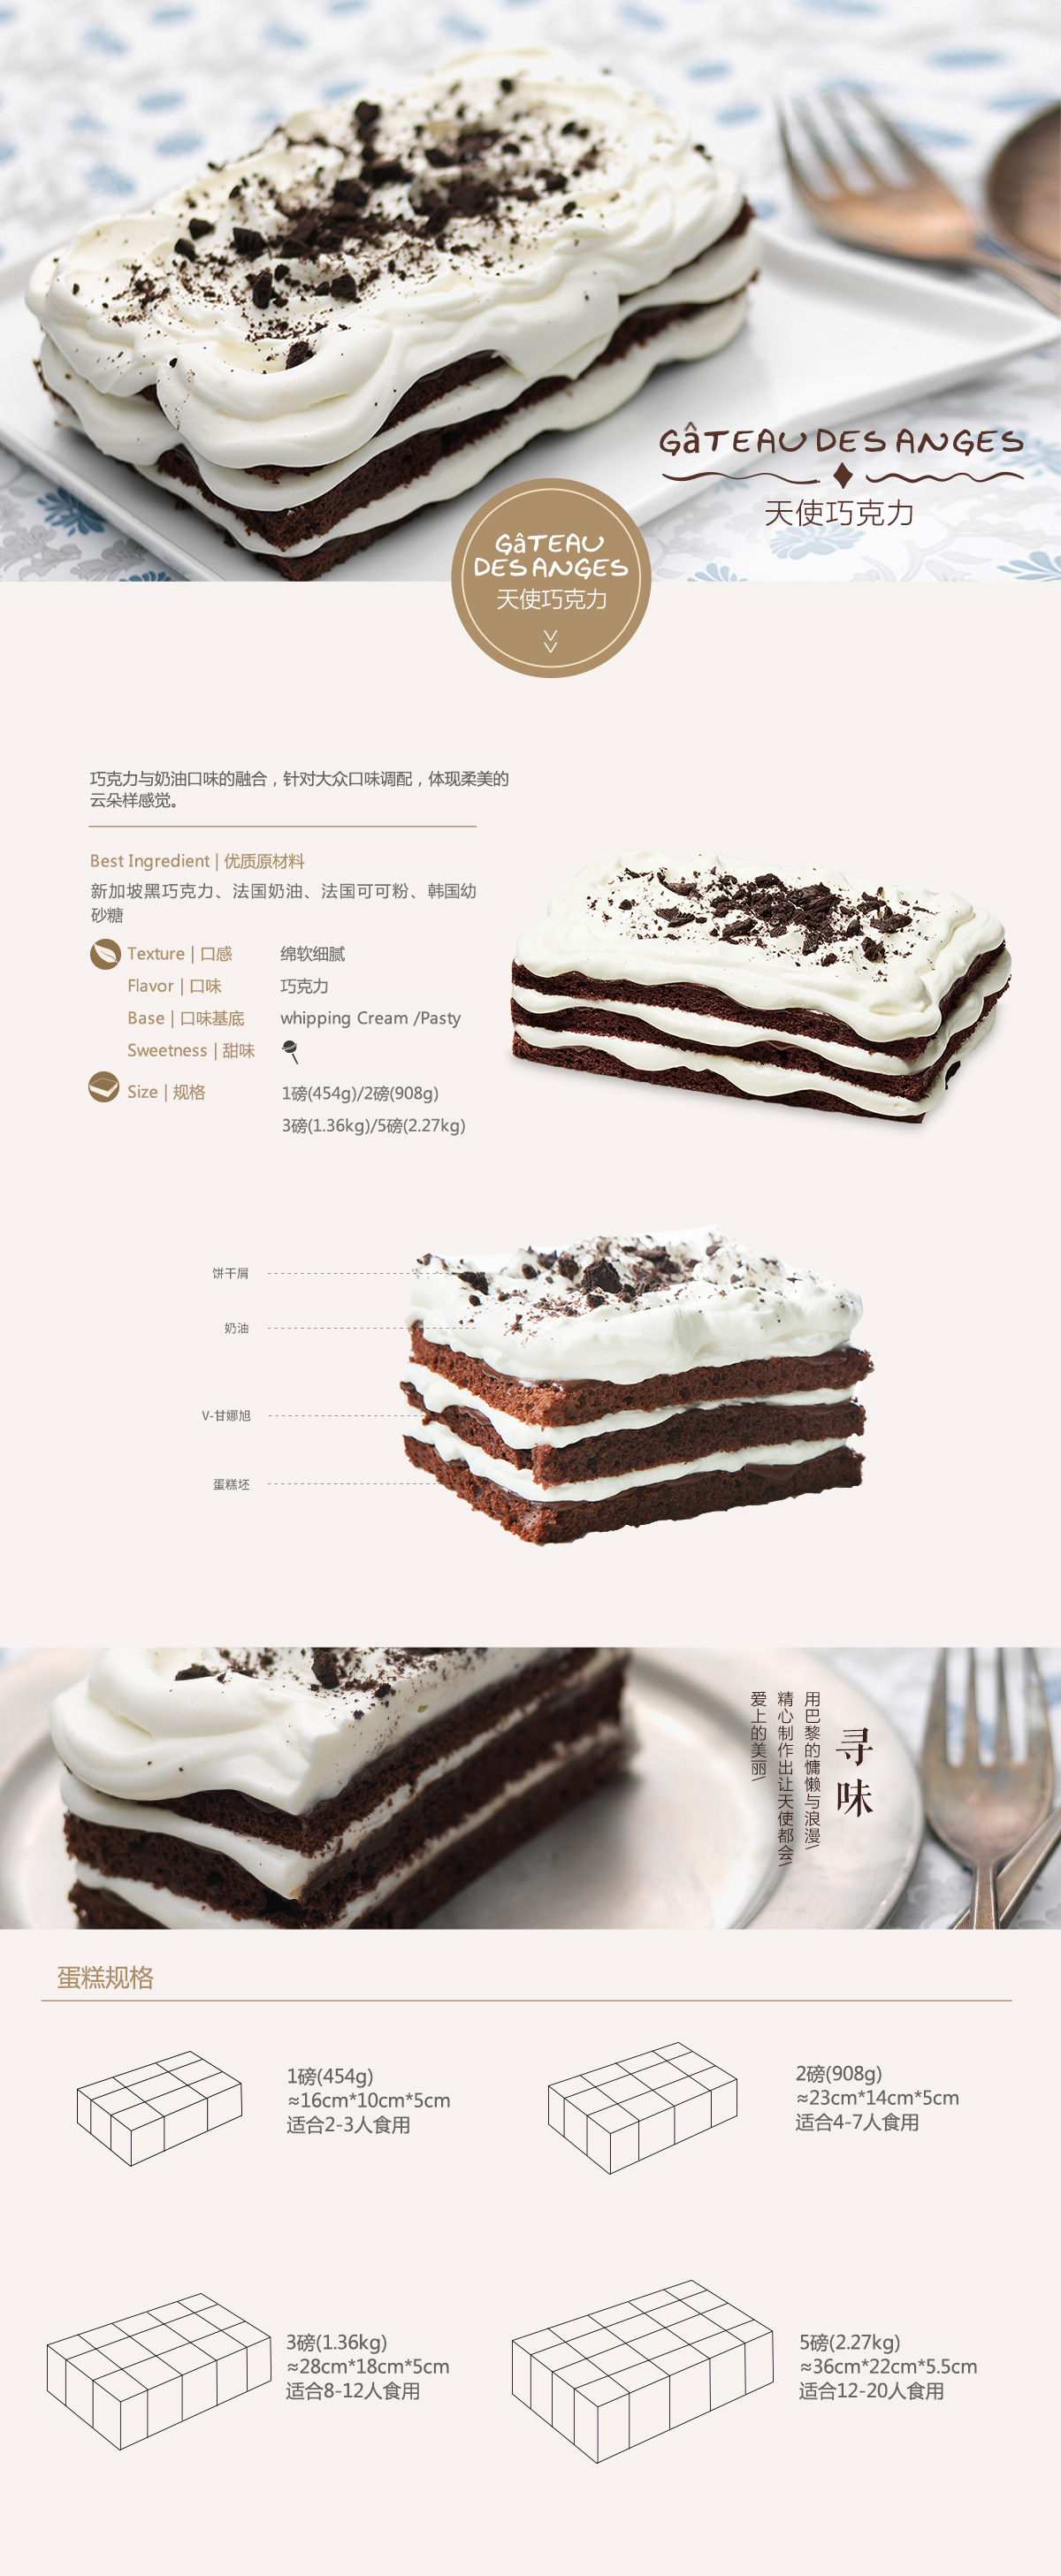 GâTEAU DES ANGES
天使巧克力
GâTEAU
DES ANGES
天使巧克力
巧克力与奶油口味的融合，针对大众口味调配，体现柔美的
云朵样感觉。
Best Ingredient | 优质原材料
新加坡黑巧克力、法国奶油、法国可可粉、韩国幼
砂糖
Texture | 口感 绵软细腻
Flavor | 口味 巧克力
Base | 口味基底 whipping Cream /Pasty
Sweetness | 甜味
Size | 规格 1磅(454g)/2磅(908g)
3磅(1.36kg)/5磅(2.27kg)
饼干屑
奶油
V-甘娜旭
蛋糕坯
寻味
用巴黎的慵懒与浪漫/
精心制作出让天使都会/
爱上的美丽/
蛋糕规格
1磅(454g)
≈16cm*10cm*5cm
适合2-3人食用
2磅(908g)
≈23cm*14cm*5cm
适合4-7人食用
3磅(1.36kg)
≈28cm*18cm*5cm
适合8-12人食用
5磅(2.27kg)
≈36cm*22cm*5.5cm
适合12-20人食用